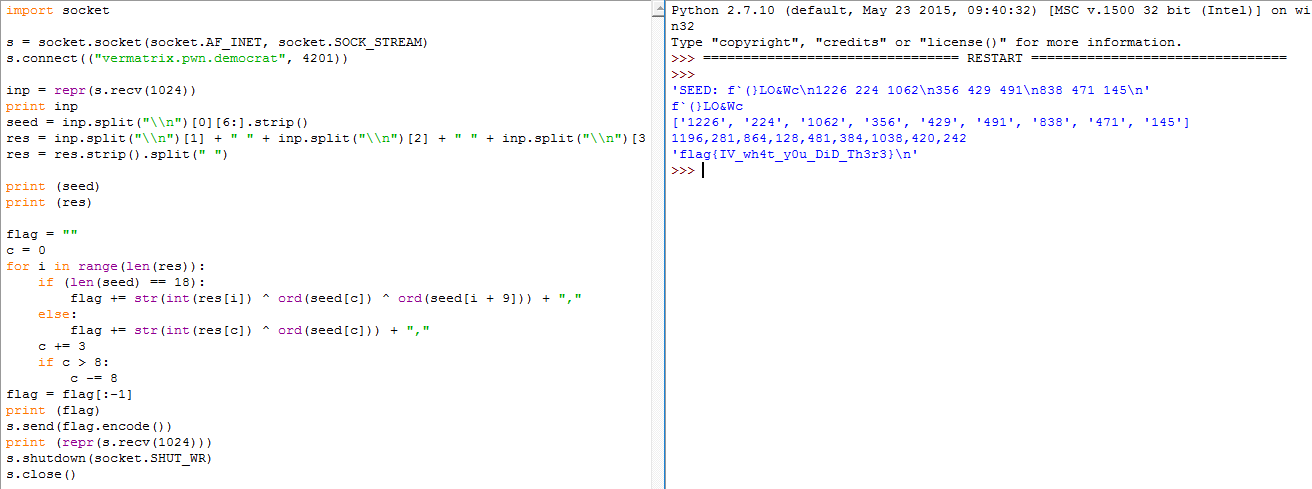 import socket

s = socket.socket(socket.AF_INET, socket.SOCK_STREAM)
s.connect(("vermatrix.pwn.democrat", 4201))

inp = repr(s.recv(1024))
print inp
seed = inp.split("\\n")[0][6:].strip()
res = inp.split("\\n")[1] + " " + inp.split("\\n")[2] + " " + inp.split("\\n")[3
res = res.strip().split(" ")

print (seed)
print (res)

flag = ""
c = 0
for i in range(len(res)):
    if (len(seed) == 18):
        flag += str(int(res[i]) ^ ord(seed[c]) ^ ord(seed[i + 9])) + ","
    else:
        flag += str(int(res[c]) ^ ord(seed[c])) + ","
    c += 3
    if c > 8:
        c -= 8
flag = flag[:-1]
print (flag)
s.send(flag.encode())
print (repr(s.recv(1024)))
s.shutdown(socket.SHUT_WR)
s.close()
Python 2.7.10 (default, May 23 2015, 09:40:32) [MSC v.1500 32 bit (Intel)] on wi
n32
Type "copyright", "credits" or "license()" for more information.
>>> ================================ RESTART ================================
>>>
'SEED: f`(}LO&Wc\n1226 224 1062\n356 429 491\n838 471 145\n'
f`(}LO&Wc
['1226', '224', '1062', '356', '429', '491', '838', '471', '145']
1196,281,864,128,481,384,1038,420,242
'flag{IV_wh4t_y0u_DiD_Th3r3}\n'
>>>